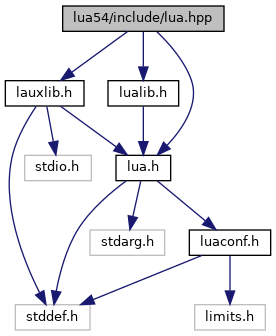 lua54/include/lua.hpp
lauxlib.h
lualib.h
stdio.h
lua.h
stdarg.h
luaconf.h
stddef.h
limits.h